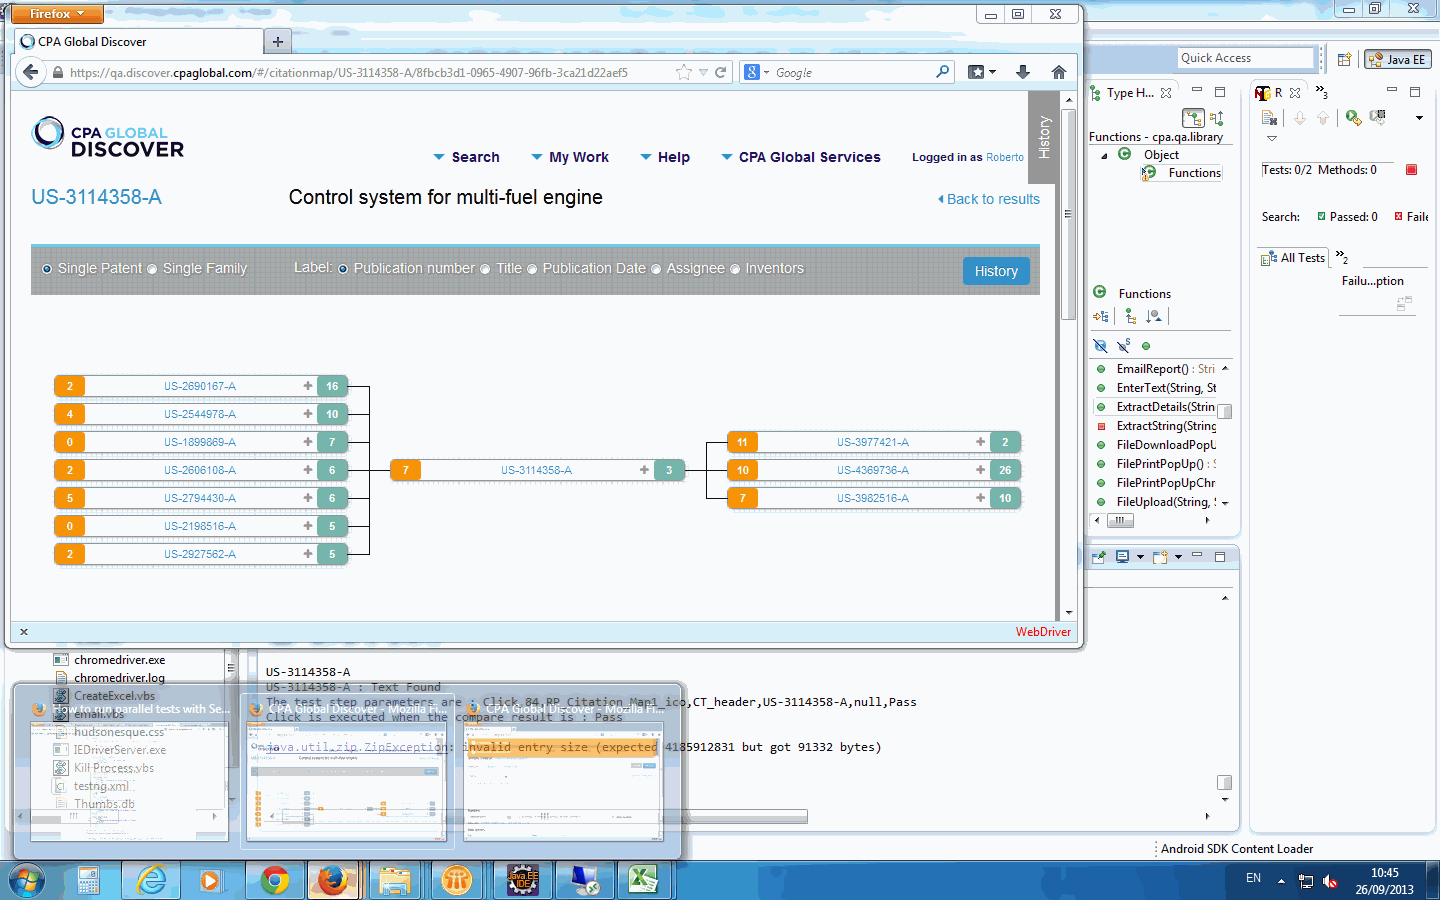 Firefox
CPA Global Discover
https://qa.discover.cpaglobal.com/#/citationmap/US-3114358-A/8fbcb3d1-0965-4907-96fb-3ca21d22aef5
Google
CPA GLOBAL
DISCOVER
Search
My Work
Help
CPA Global Services
Logged in as Roberto
History
US-3114358-A
Control system for multi-fuel engine
Back to results
Single Patent
Single Family
Label:
Publication number
Title
Publication Date
Assignee
Inventors
History
2 US-2690167-A + 16
4 US-2544978-A + 10
0 US-1899869-A + 7
2 US-2606108-A + 6
5 US-2794430-A + 6
0 US-2198516-A + 5
2 US-2927562-A + 5
7 US-3114358-A + 3
11 US-3977421-A + 2
10 US-4369736-A + 26
7 US-3982516-A + 10
WebDriver
Quick Access
Java EE
Type H...
Functions - cpa.qa.library
Object
Functions
Functions
EmailReport() : Stri
EnterText(String, St
ExtractDetails(Strin
ExtractString(String
FileDownloadPopU
FilePrintPopUp() : S
FilePrintPopUpChr
FileUpload(String, S
R
»3
Tests: 0/2 Methods: 0
Search:
Passed: 0
Faile
All Tests
»2
Failu...ption
chromedriver.exe
chromedriver.log
CreateExcel.vbs
email.vbs
hudsonesque.css
IEDriverServer.exe
Kill Process.vbs
testng.xml
Thumbs.db
US-3114358-A
US-3114358-A : Text Found
The test step parameters are : Click,84,RP_Citation_Map1_ico,CT_header,US-3114358-A,null,Pass
Click is executed when the compare result is : Pass
java.util.zip.ZipException: invalid entry size (expected 4185912831 but got 91332 bytes)
How to run parallel tests with Se...
CPA Global Discover - Mozilla Fi...
CPA Global Discover - Mozilla Fi...
Android SDK Content Loader
Java EE
IDE
EN
10:45
26/09/2013